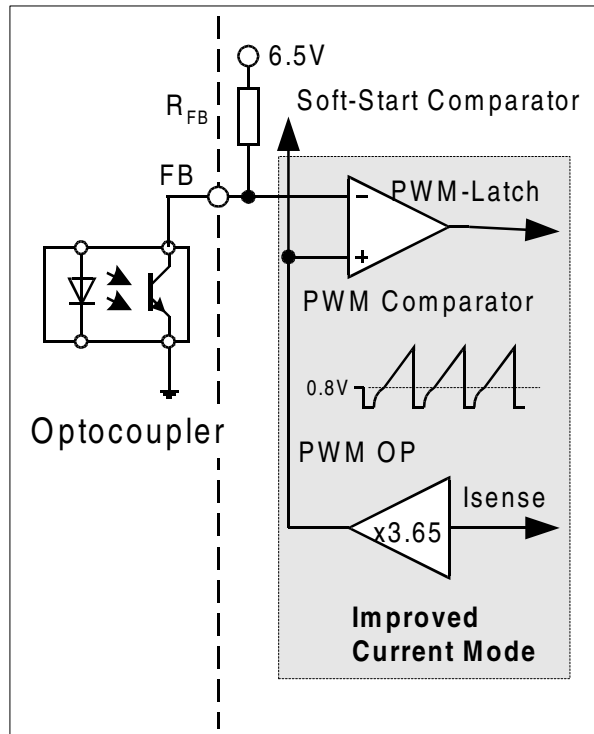 6.5V
Soft-Start Comparator
R_FB
FB
PWM-Latch
−
+
PWM Comparator
0.8V
Optocoupler
PWM OP
Isense
x3.65
Improved
Current Mode